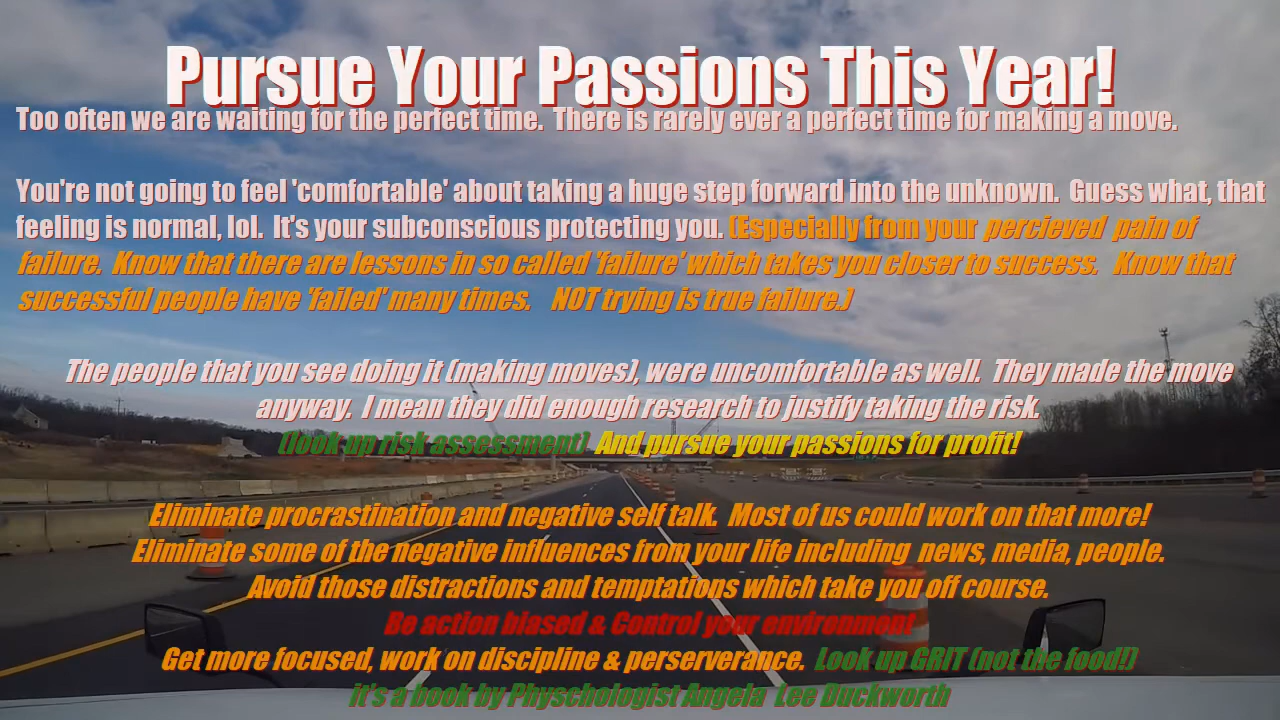 Pursue Your Passions This Year!
Too often we are waiting for the perfect time.  There is rarely ever a perfect time for making a move.
You're not going to feel 'comfortable' about taking a huge step forward into the unknown.  Guess what, that
feeling is normal, lol.  It's your subconscious protecting you. (Especially from your percieved  pain of
failure.  Know that there are lessons in so called 'failure' which takes you closer to success.   Know that
successful people have 'failed' many times.    NOT trying is true failure.)
The people that you see doing it (making moves), were uncomfortable as well.  They made the move
anyway.  I mean they did enough research to justify taking the risk.
(look up risk assessment)  And pursue your passions for profit!
Eliminate procrastination and negative self talk.  Most of us could work on that more!
Eliminate some of the negative influences from your life including  news, media, people.
Avoid those distractions and temptations which take you off course.
Be action biased & Control your environment
Get more focused, work on discipline & perserverance.  Look up GRIT (not the food!)
it's a book by Physchologist Angela  Lee Duckworth